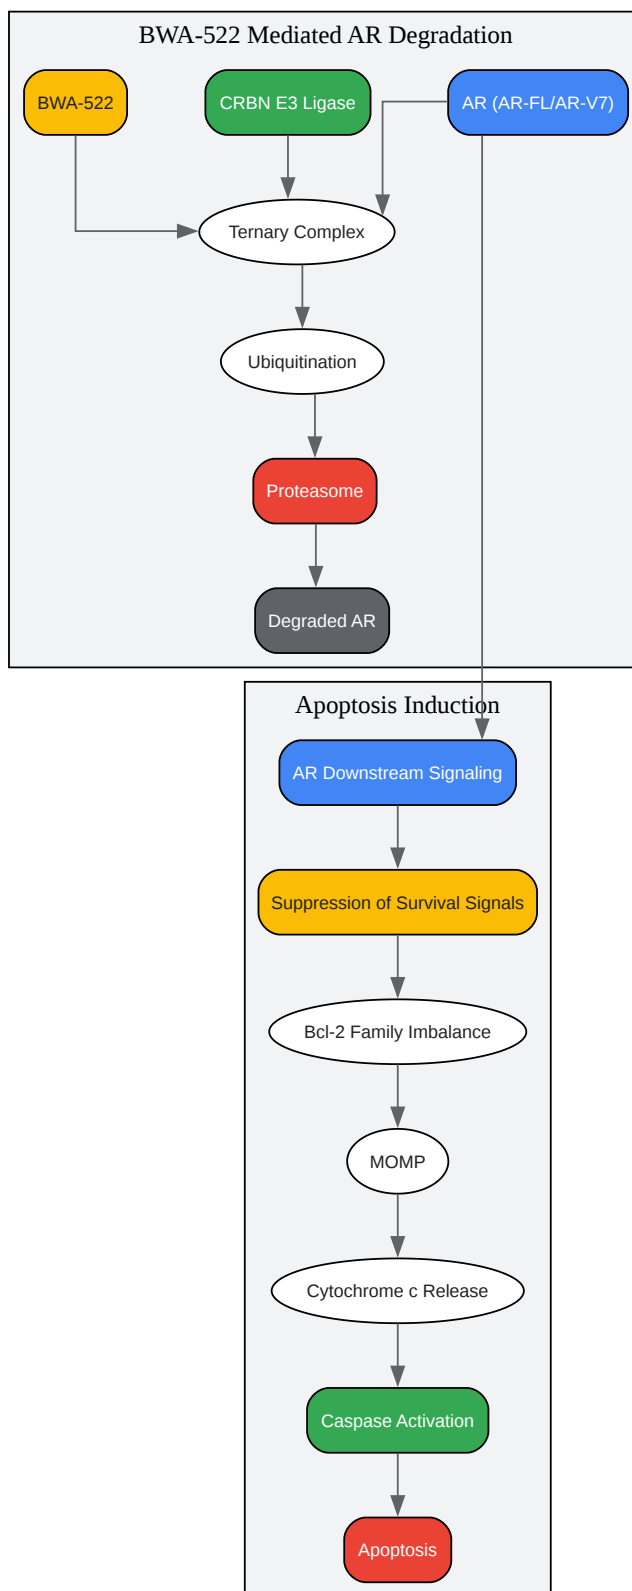 BWA-522 Mediated AR Degradation
BWA-522
CRBN E3 Ligase
AR (AR-FL/AR-V7)
Ternary Complex
Ubiquitination
Proteasome
Degraded AR
Apoptosis Induction
AR Downstream Signaling
Suppression of Survival Signals
Bcl-2 Family Imbalance
MOMP
Cytochrome c Release
Caspase Activation
Apoptosis